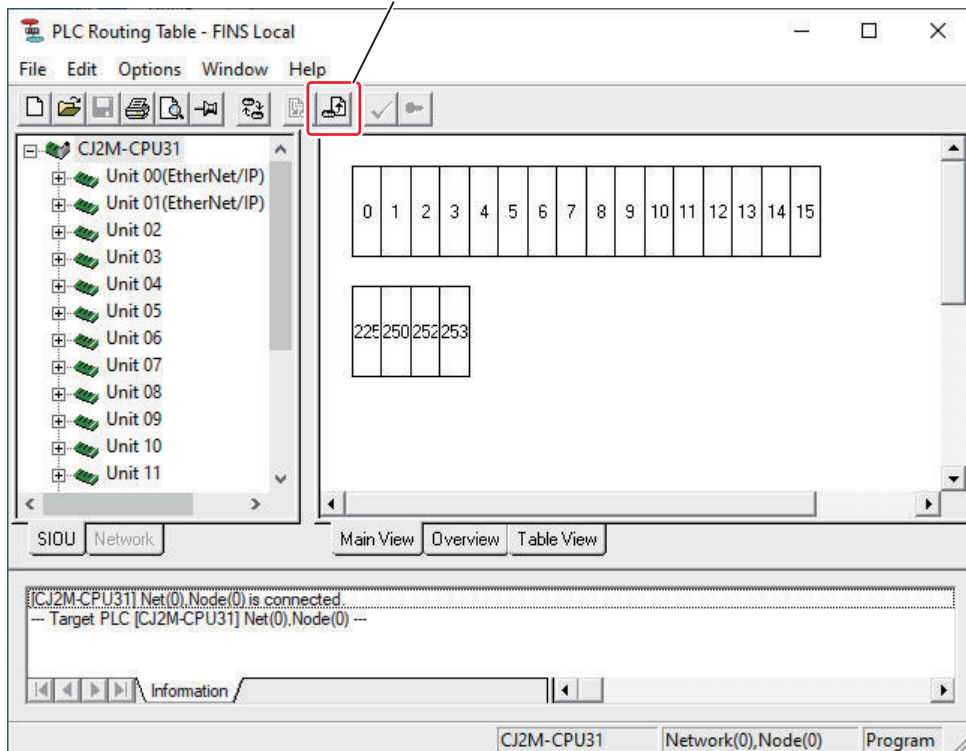 PLC Routing Table - FINS Local
File Edit Options Window Help
CJ2M-CPU31
Unit 00(EtherNet/IP)
Unit 01(EtherNet/IP)
Unit 02
Unit 03
Unit 04
Unit 05
Unit 06
Unit 07
Unit 08
Unit 09
Unit 10
Unit 11
SIOU Network
0 1 2 3 4 5 6 7 8 9 10 11 12 13 14 15
225 250 252 253
Main View Overview Table View
[CJ2M-CPU31] Net(0),Node(0) is connected.
--- Target PLC [CJ2M-CPU31] Net(0),Node(0) ---
Information
CJ2M-CPU31 Network(0),Node(0) Program